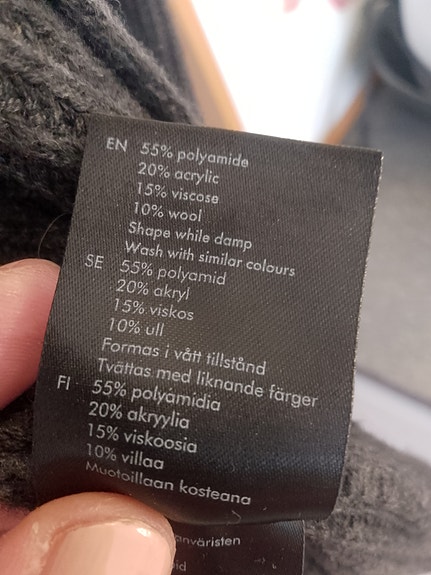 EN 55% polyamide
20% acrylic
15% viscose
10% wool
Shape while damp
Wash with similar colours
SE 55% polyamid
20% akryl
15% viskos
10% ull
Formas i vått tillstånd
Tvättas med liknande färger
FI 55% polyamidia
20% akryylia
15% viskoosia
10% villaa
Muotoillaan kosteana